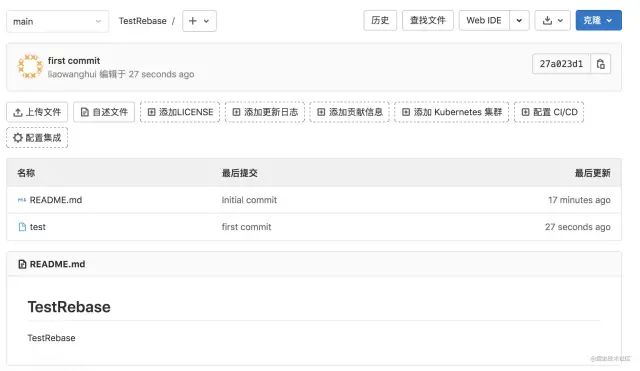 main TestRebase / + 历史 查找文件 Web IDE 克隆
first commit
liaowanghui 编辑于 27 seconds ago 27a023d1
上传文件 自述文件 添加LICENSE 添加更新日志 添加贡献信息 添加 Kubernetes 集群 配置 CI/CD
配置集成
名称 最后提交 最后更新
README.md Initial commit 17 minutes ago
test first commit 27 seconds ago
README.md
TestRebase
TestRebase
@掘金技术社区